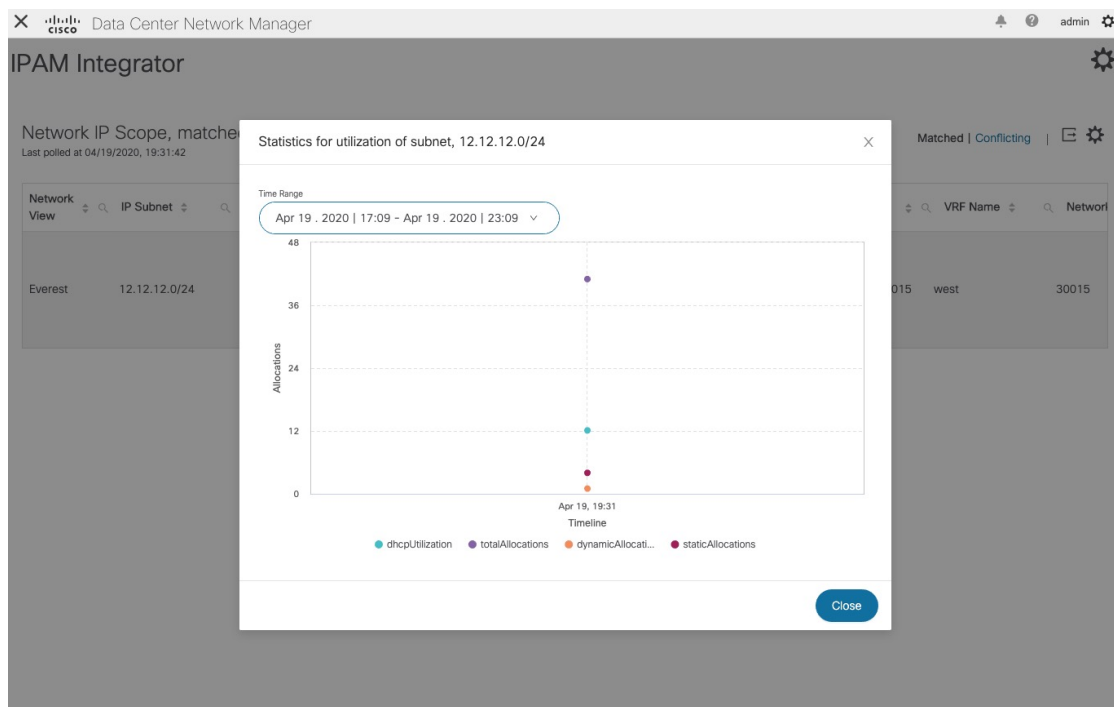 cisco Data Center Network Manager admin
IPAM Integrator
Network IP Scope, matche
Last polled at 04/19/2020, 19:31:42
Matched | Conflicting |
Network View IP Subnet VRF Name Network
Everest 12.12.12.0/24 015 west 30015
Statistics for utilization of subnet, 12.12.12.0/24 X
Time Range
Apr 19 . 2020 | 17:09 - Apr 19 . 2020 | 23:09
48
36
24
12
0
Allocations
Apr 19, 19:31
Timeline
dhcpUtilization totalAllocations dynamicAllocati... staticAllocations
Close